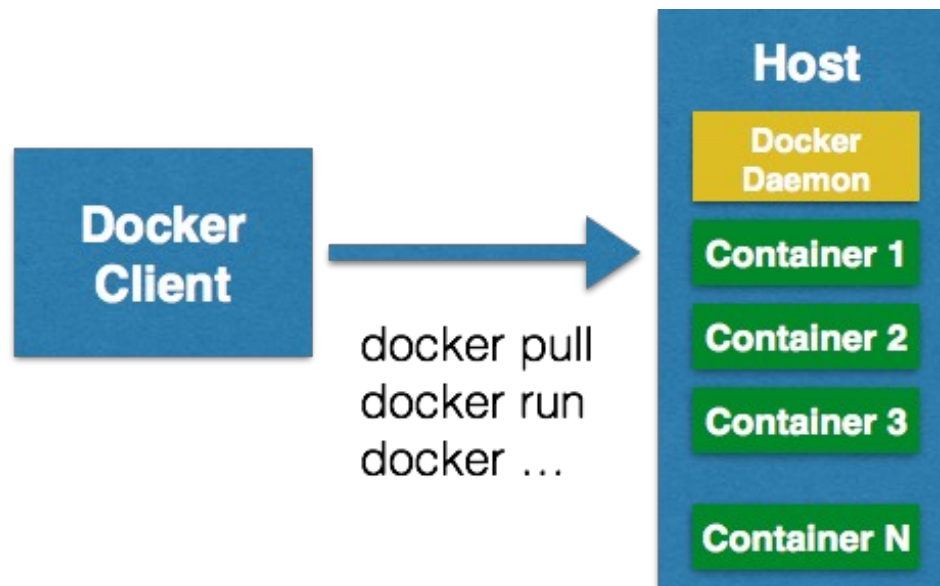 Docker
Client
docker pull
docker run
docker …
Host
Docker
Daemon
Container 1
Container 2
Container 3
Container N